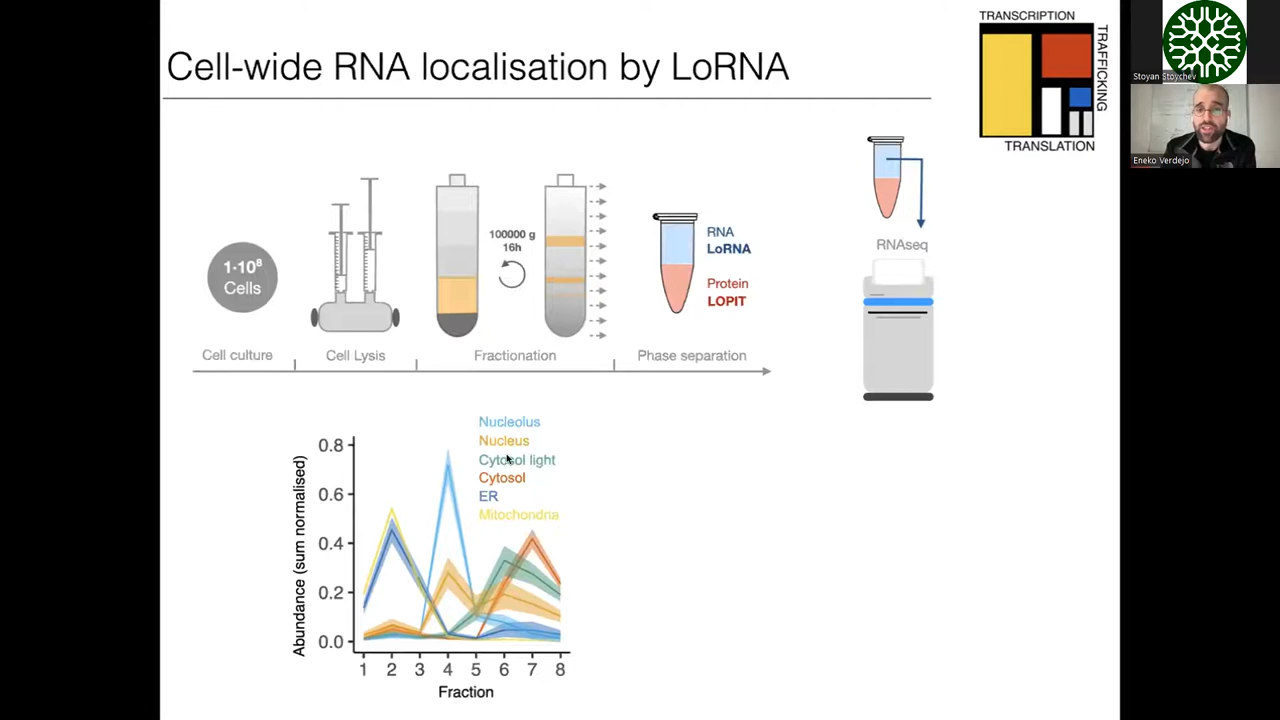 Cell-wide RNA localisation by LoRNA
TRANSCRIPTION
TRAFFICKING
TRANSLATION
Stoyan Stoychev
Eneko Verdejo
1·10⁸
Cells
100000 g
16h
RNA
LoRNA
Protein
LOPIT
RNAseq
Cell culture
Cell Lysis
Fractionation
Phase separation
Nucleolus
Nucleus
Cytosol light
Cytosol
ER
Mitochondria
Abundance (sum normalised)
0.8
0.6
0.4
0.2
0.0
1 2 3 4 5 6 7 8
Fraction